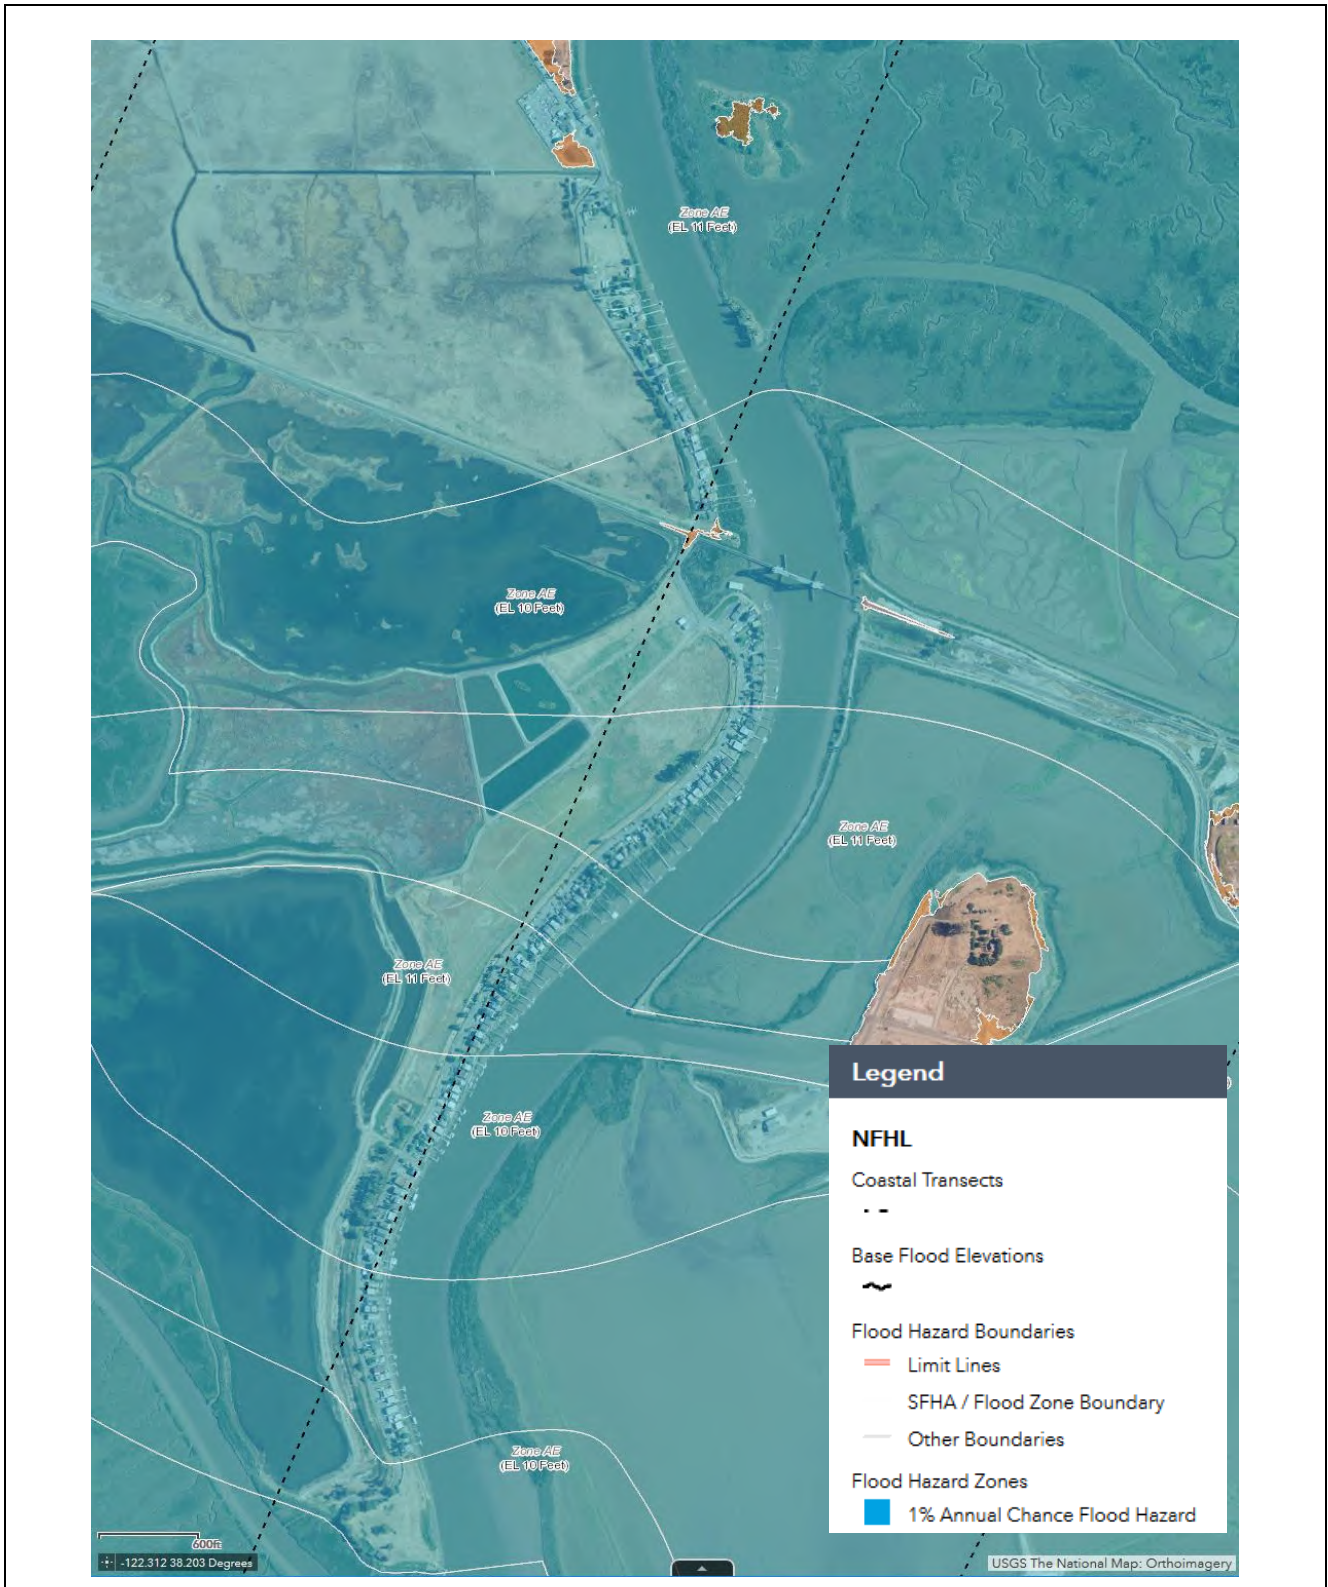 Zone AE
(EL 11 Feet)
Zone AE
(EL 10 Feet)
Zone AE
(EL 11 Feet)
Zone AE
(EL 11 Feet)
Zone AE
(EL 10 Feet)
Zone AE
(EL 10 Feet)
Legend
NFHL
Coastal Transects
Base Flood Elevations
Flood Hazard Boundaries
Limit Lines
SFHA / Flood Zone Boundary
Other Boundaries
Flood Hazard Zones
1% Annual Chance Flood Hazard
600ft
-122.312 38.203 Degrees
USGS The National Map: Orthoimagery